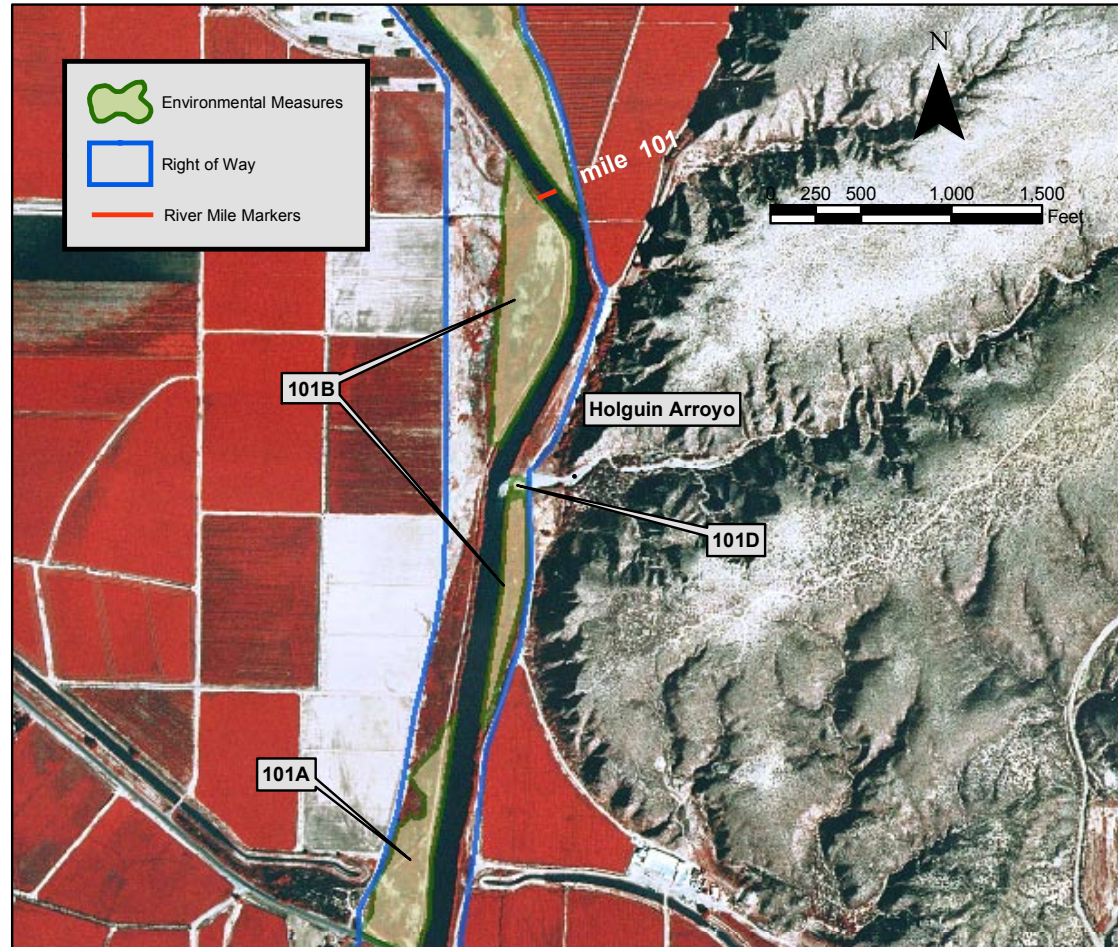 Environmental Measures
Right of Way
River Mile Markers
N
mile 101
0 250 500 1,000 1,500
Feet
101B
Holguin Arroyo
101D
101A